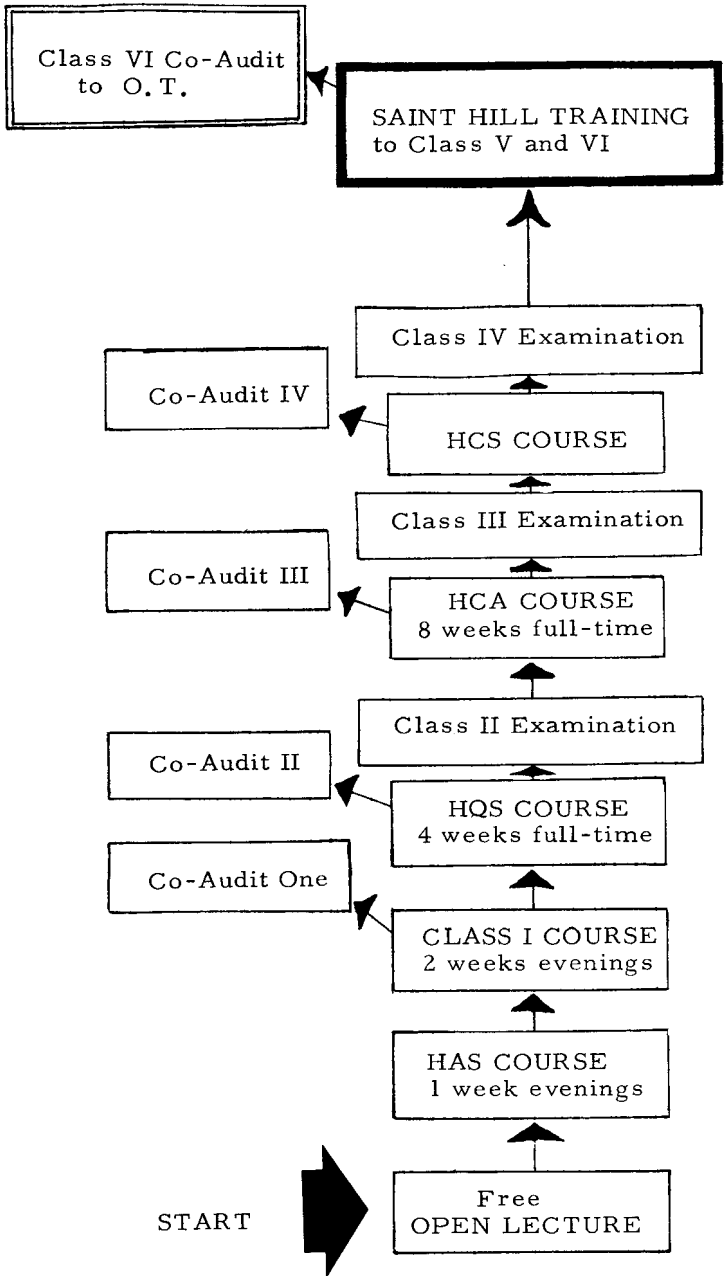 Class VI Co-Audit
to O.T.
SAINT HILL TRAINING
to Class V and VI
Class IV Examination
Co-Audit IV
HCS COURSE
Class III Examination
Co-Audit III
HCA COURSE
8 weeks full-time
Class II Examination
Co-Audit II
HQS COURSE
4 weeks full-time
Co-Audit One
CLASS I COURSE
2 weeks evenings
HAS COURSE
1 week evenings
START
Free
OPEN LECTURE